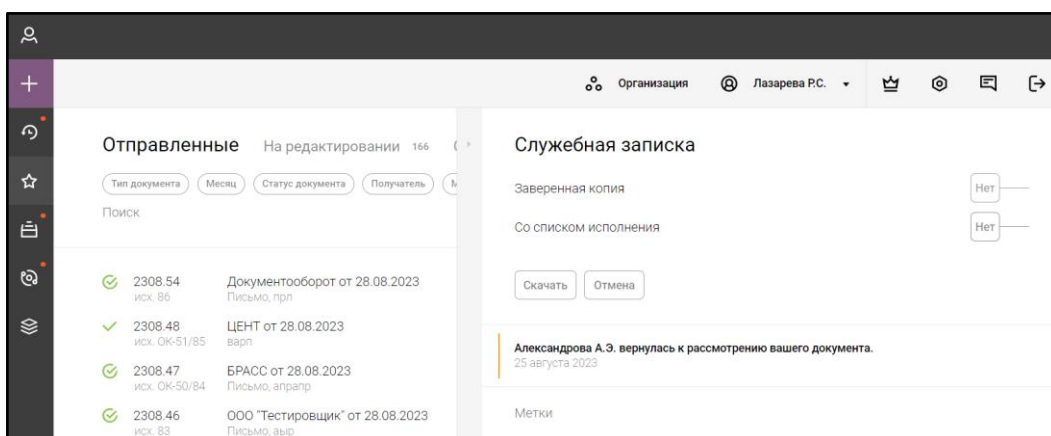 Организация
Лазарева Р.С.
Отправленные
На редактировании 166
Тип документа
Месяц
Статус документа
Получатель
Поиск
2308.54 Документооборот от 28.08.2023
исх. 86 Письмо, прл
2308.48 ЦЕНТ от 28.08.2023
исх. ОК-51/85 варп
2308.47 БРАСС от 28.08.2023
исх. ОК-50/84 Письмо, апрапр
2308.46 ООО "Тестировщик" от 28.08.2023
исх. 83 Письмо, аыр
Служебная записка
Заверенная копия Нет
Со списком исполнения Нет
Скачать Отмена
Александрова А.Э. вернулась к рассмотрению вашего документа.
25 августа 2023
Метки